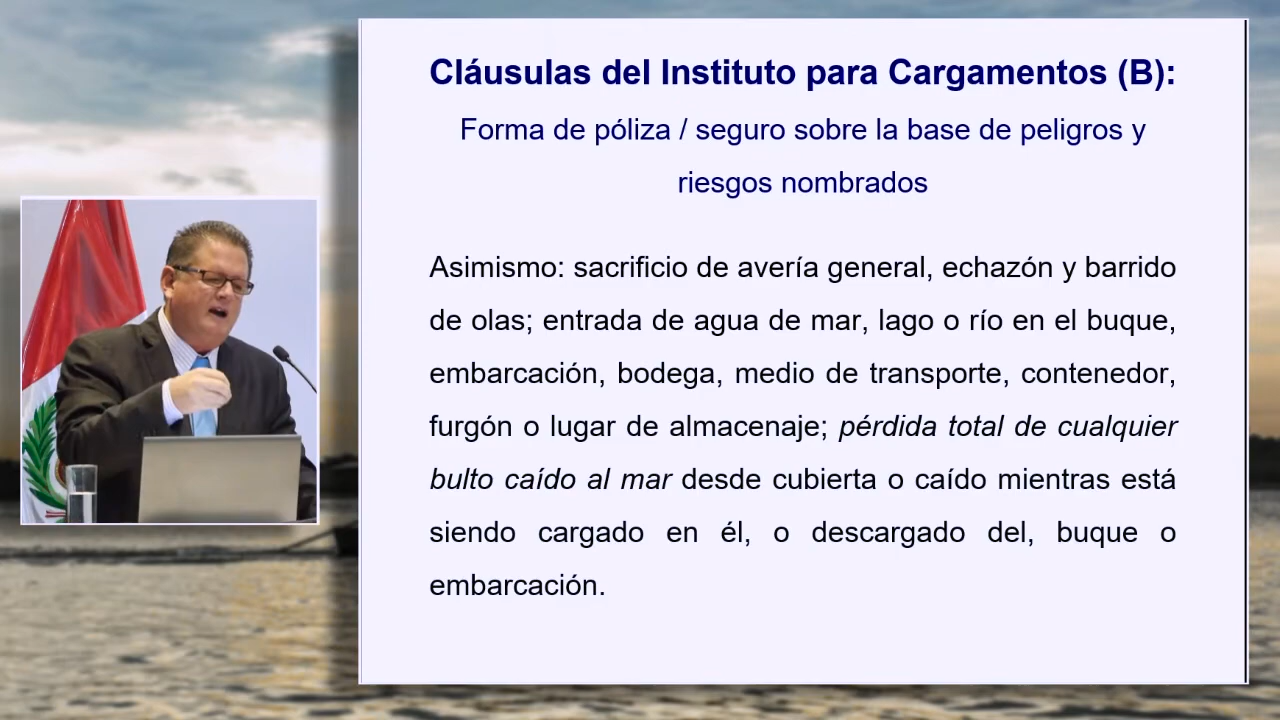 Cláusulas del Instituto para Cargamentos (B):
Forma de póliza / seguro sobre la base de peligros y
riesgos nombrados
Asimismo: sacrificio de avería general, echazón y barrido
de olas; entrada de agua de mar, lago o río en el buque,
embarcación, bodega, medio de transporte, contenedor,
furgón o lugar de almacenaje; pérdida total de cualquier
bulto caído al mar desde cubierta o caído mientras está
siendo cargado en él, o descargado del, buque o
embarcación.